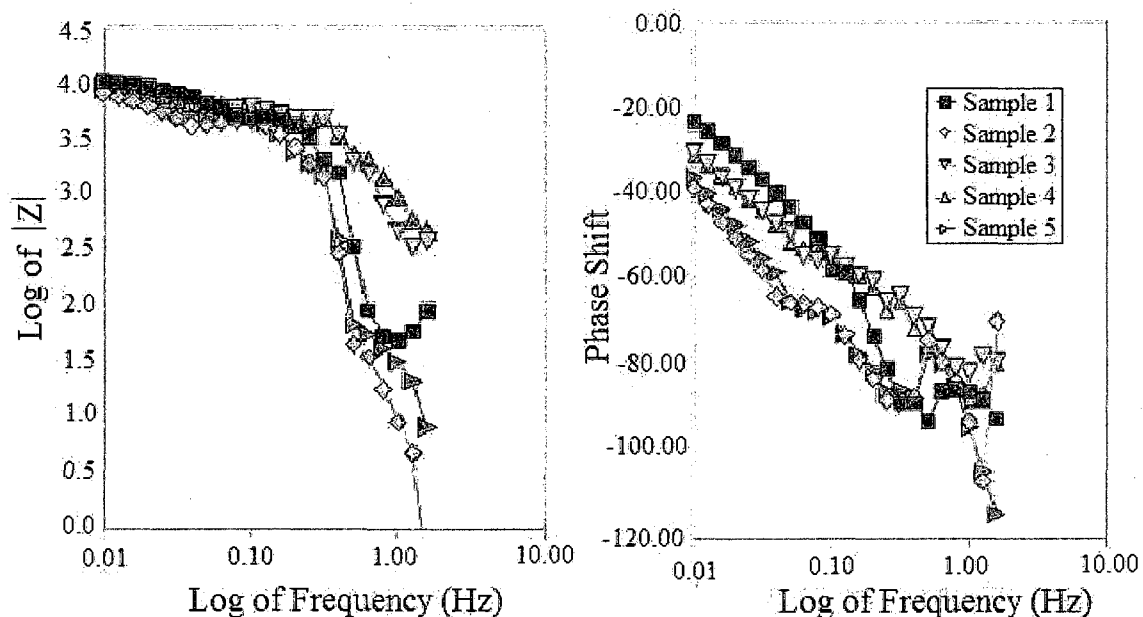 4.5
4.0
3.5
3.0
2.5
2.0
1.5
1.0
0.5
0.0
Log of |Z|
0.01 0.10 1.00 10.00
Log of Frequency (Hz)
0.00
-20.00
-40.00
-60.00
-80.00
-100.00
-120.00
Phase Shift
Sample 1
Sample 2
Sample 3
Sample 4
Sample 5
0.01 0.10 1.00 10.00
Log of Frequency (Hz)